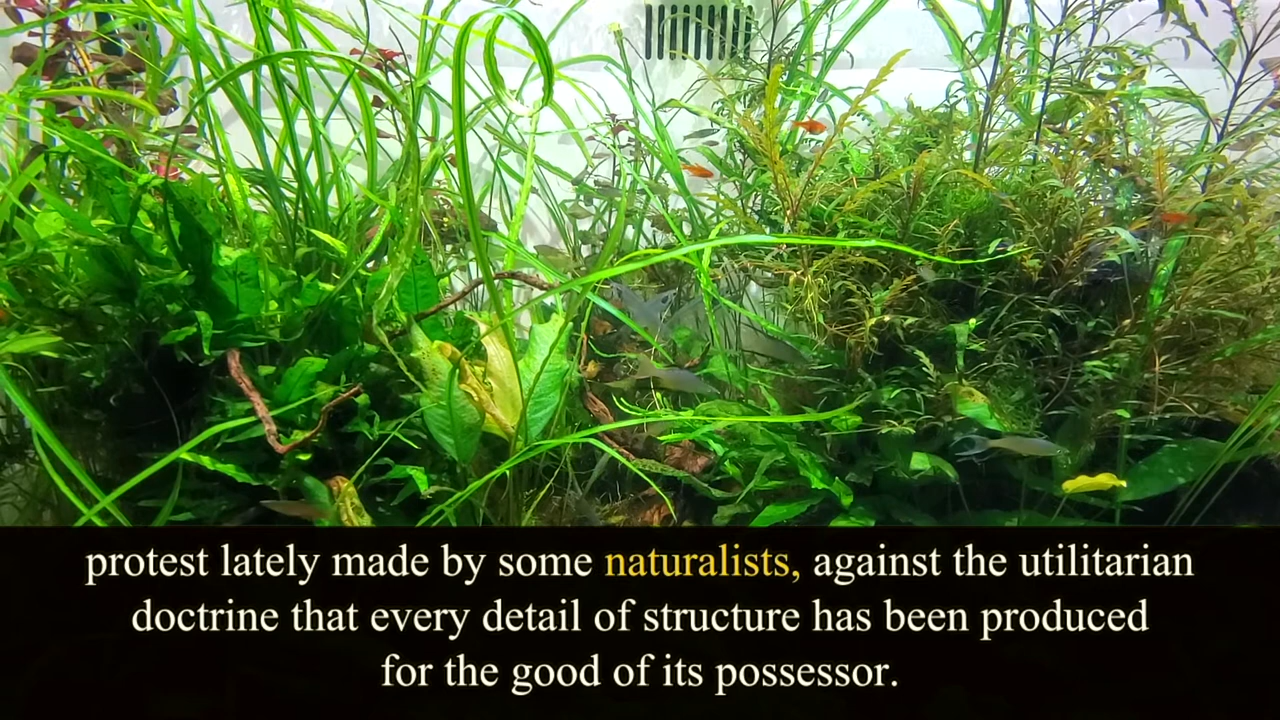 protest lately made by some naturalists, against the utilitarian
doctrine that every detail of structure has been produced
for the good of its possessor.